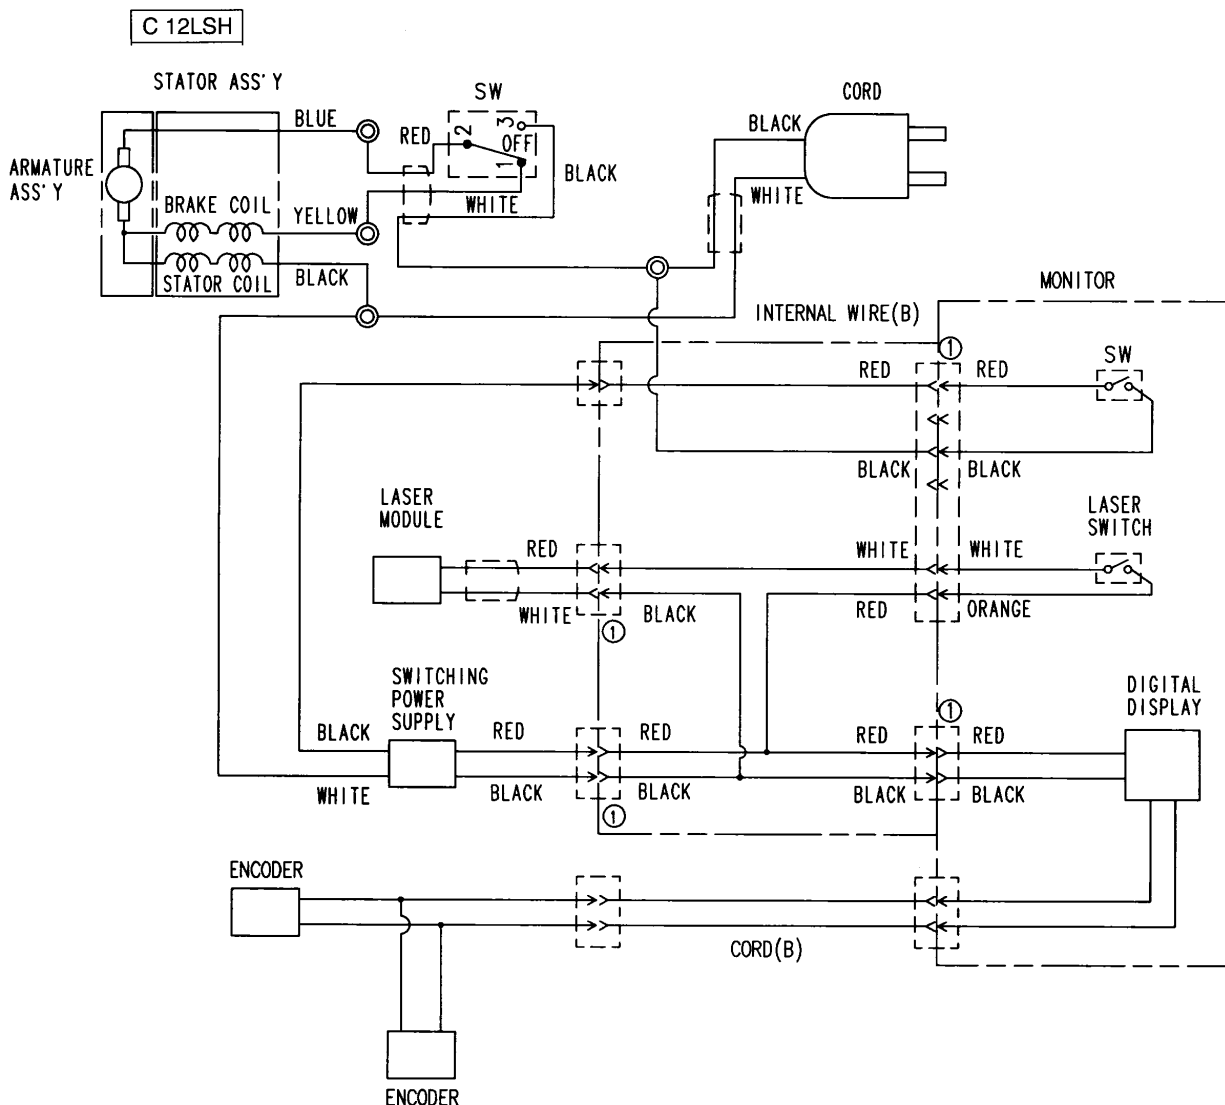 C 12LSH
STATOR ASS'Y
SW
CORD
BLUE
RED
2
3
OFF
1
BLACK
BLACK
ARMATURE
ASS'Y
BRAKE COIL
YELLOW
WHITE
WHITE
STATOR COIL
BLACK
MONITOR
INTERNAL WIRE(B)
1
RED
RED
SW
BLACK
BLACK
LASER
MODULE
LASER
SWITCH
RED
WHITE
WHITE
WHITE
BLACK
RED
ORANGE
1
SWITCHING
POWER
SUPPLY
DIGITAL
DISPLAY
1
BLACK
RED
RED
RED
RED
WHITE
BLACK
BLACK
BLACK
BLACK
1
ENCODER
CORD(B)
ENCODER